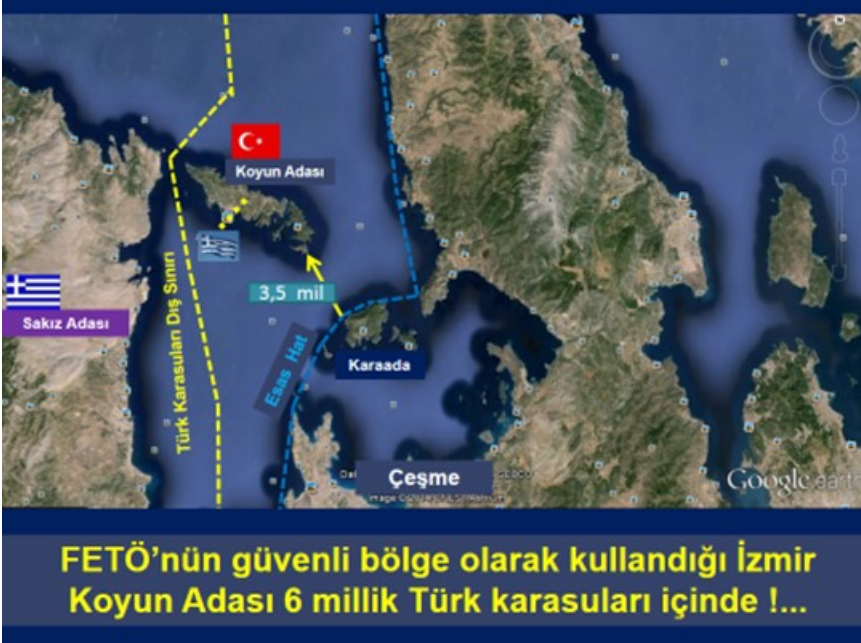 Koyun Adası
3,5 mil
Sakız Adası
Türk Karasuları Dış Sınırı
Esas Hat
Karaada
Çeşme
Google earth
FETÖ’nün güvenli bölge olarak kullandığı İzmir
Koyun Adası 6 millik Türk karasuları içinde !...